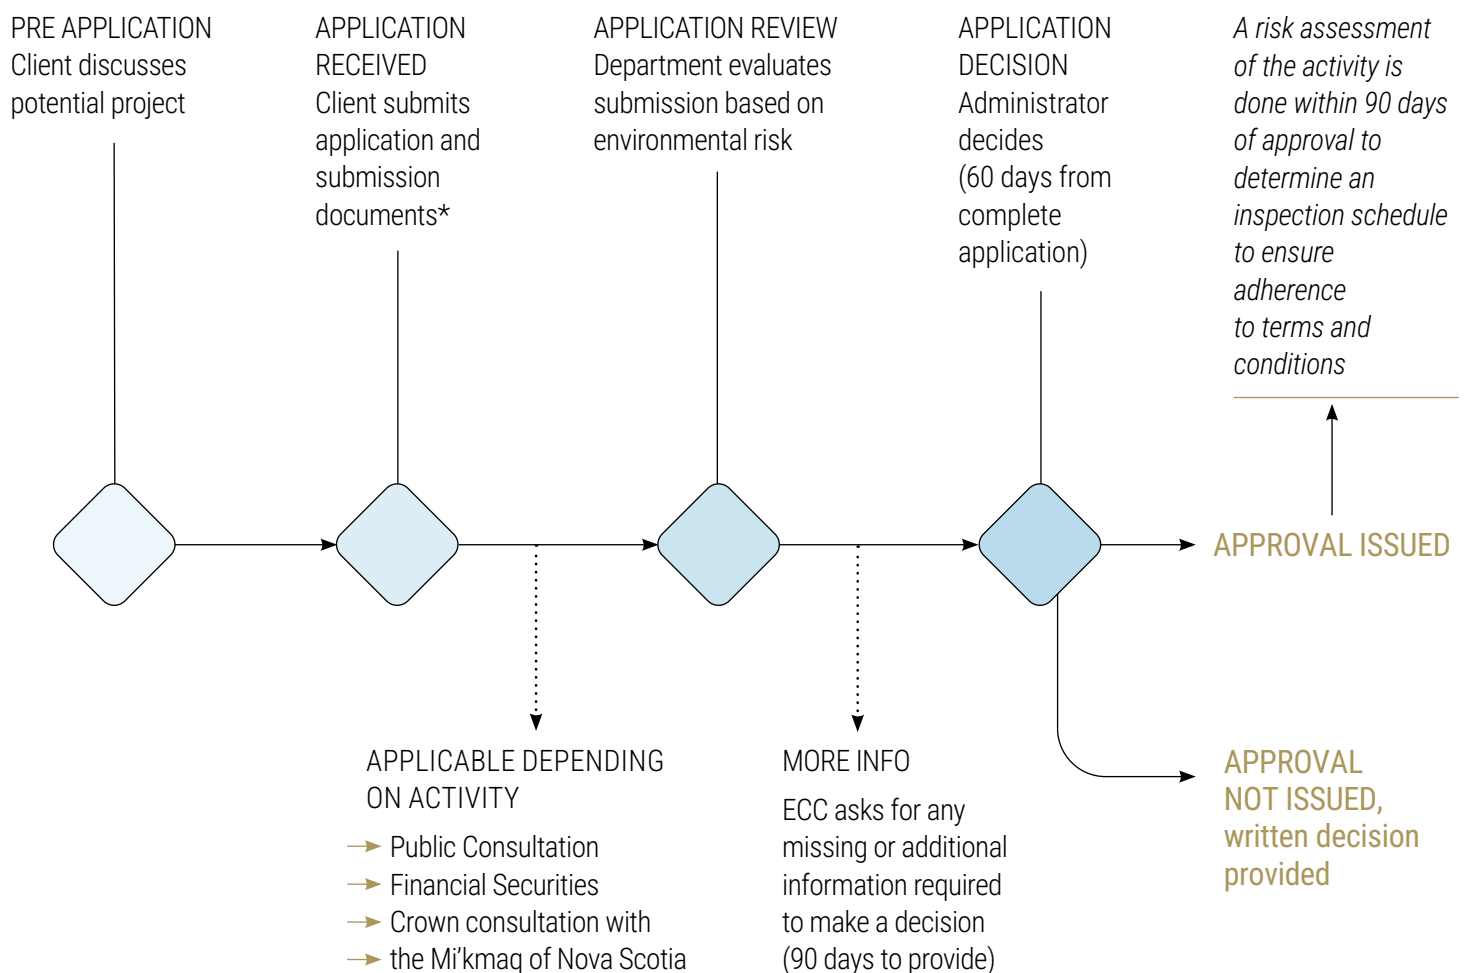 PRE APPLICATION
Client discusses
potential project
APPLICATION
RECEIVED
Client submits
application and
submission
documents*
APPLICATION REVIEW
Department evaluates
submission based on
environmental risk
APPLICATION
DECISION
Administrator
decides
(60 days from
complete
application)
A risk assessment
of the activity is
done within 90 days
of approval to
determine an
inspection schedule
to ensure
adherence
to terms and
conditions
APPROVAL ISSUED
APPLICABLE DEPENDING
ON ACTIVITY
Public Consultation
Financial Securities
Crown consultation with
the Mi’kmaq of Nova Scotia
MORE INFO
ECC asks for any
missing or additional
information required
to make a decision
(90 days to provide)
APPROVAL
NOT ISSUED,
written decision
provided